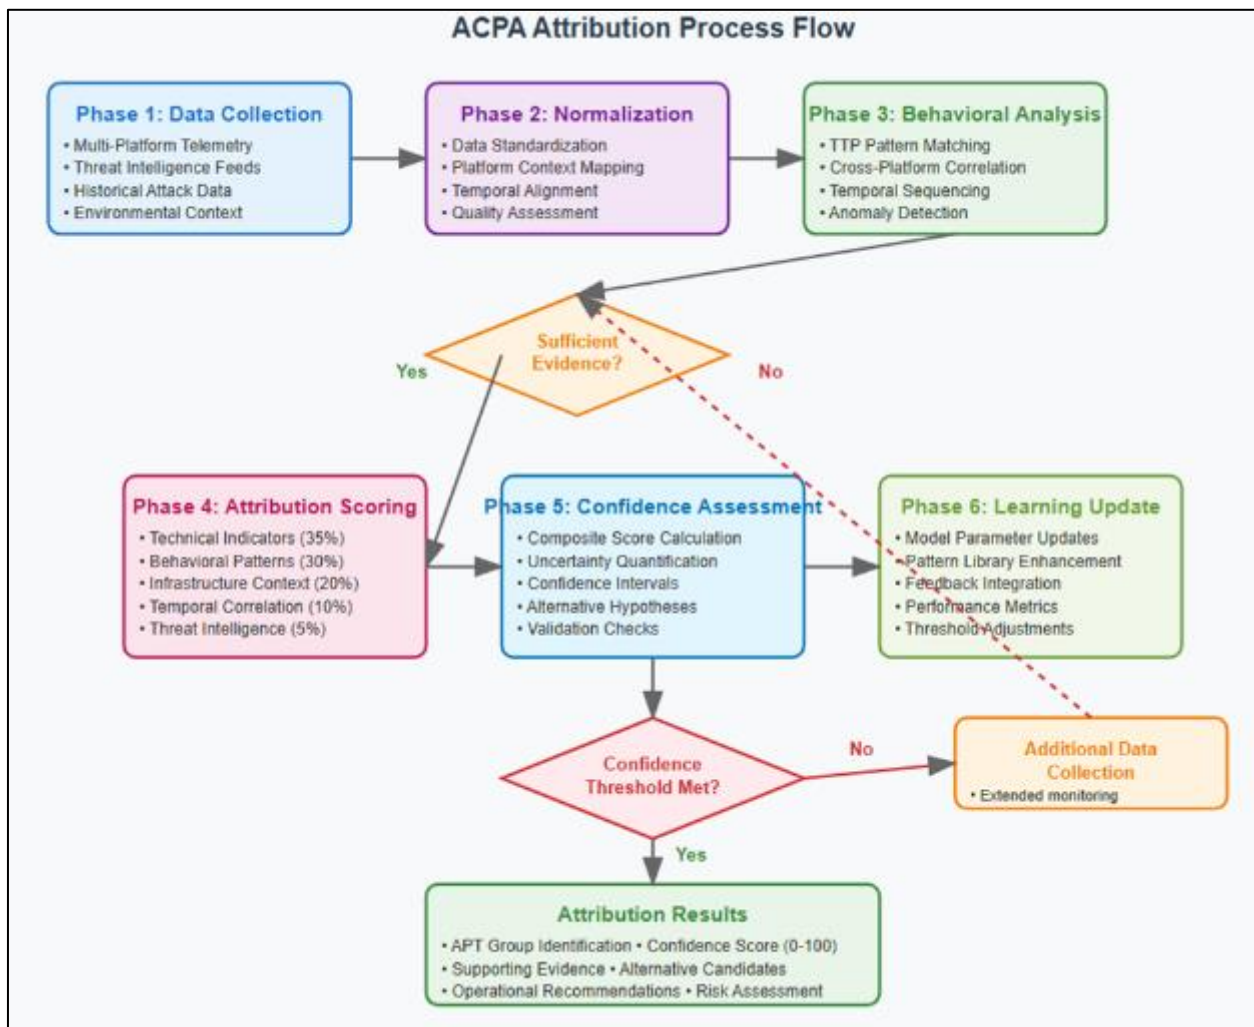 ACPA Attribution Process Flow
Phase 1: Data Collection
• Multi-Platform Telemetry
• Threat Intelligence Feeds
• Historical Attack Data
• Environmental Context
Phase 2: Normalization
• Data Standardization
• Platform Context Mapping
• Temporal Alignment
• Quality Assessment
Phase 3: Behavioral Analysis
• TTP Pattern Matching
• Cross-Platform Correlation
• Temporal Sequencing
• Anomaly Detection
Sufficient
Evidence?
Yes
No
Phase 4: Attribution Scoring
• Technical Indicators (35%)
• Behavioral Patterns (30%)
• Infrastructure Context (20%)
• Temporal Correlation (10%)
• Threat Intelligence (5%)
Phase 5: Confidence Assessment
• Composite Score Calculation
• Uncertainty Quantification
• Confidence Intervals
• Alternative Hypotheses
• Validation Checks
Phase 6: Learning Update
• Model Parameter Updates
• Pattern Library Enhancement
• Feedback Integration
• Performance Metrics
• Threshold Adjustments
Confidence
Threshold Met?
No
Additional Data
Collection
• Extended monitoring
Yes
Attribution Results
• APT Group Identification • Confidence Score (0-100)
• Supporting Evidence • Alternative Candidates
• Operational Recommendations • Risk Assessment